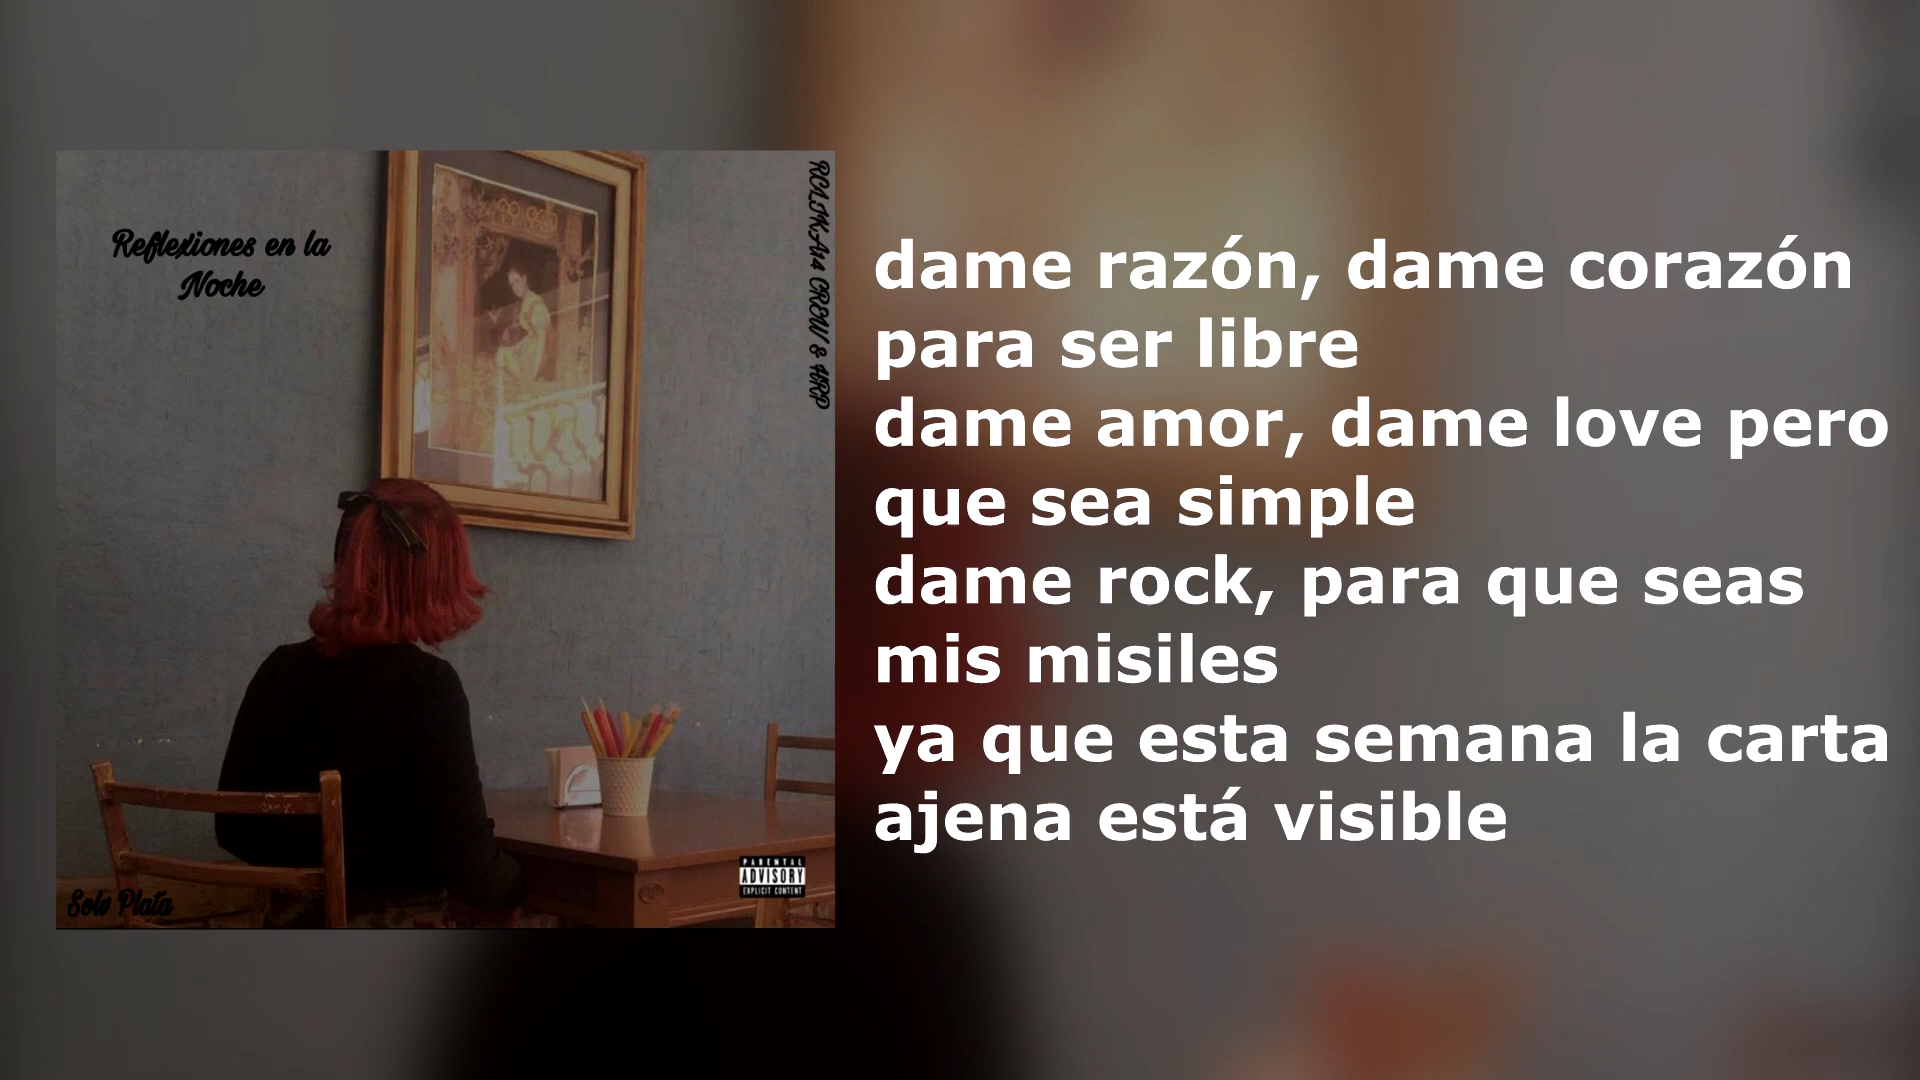 Reflexiones en la
Noche
Solv Plata
PARENTAL
ADVISORY
EXPLICIT CONTENT
dame razón, dame corazón
para ser libre
dame amor, dame love pero
que sea simple
dame rock, para que seas
mis misiles
ya que esta semana la carta
ajena está visible